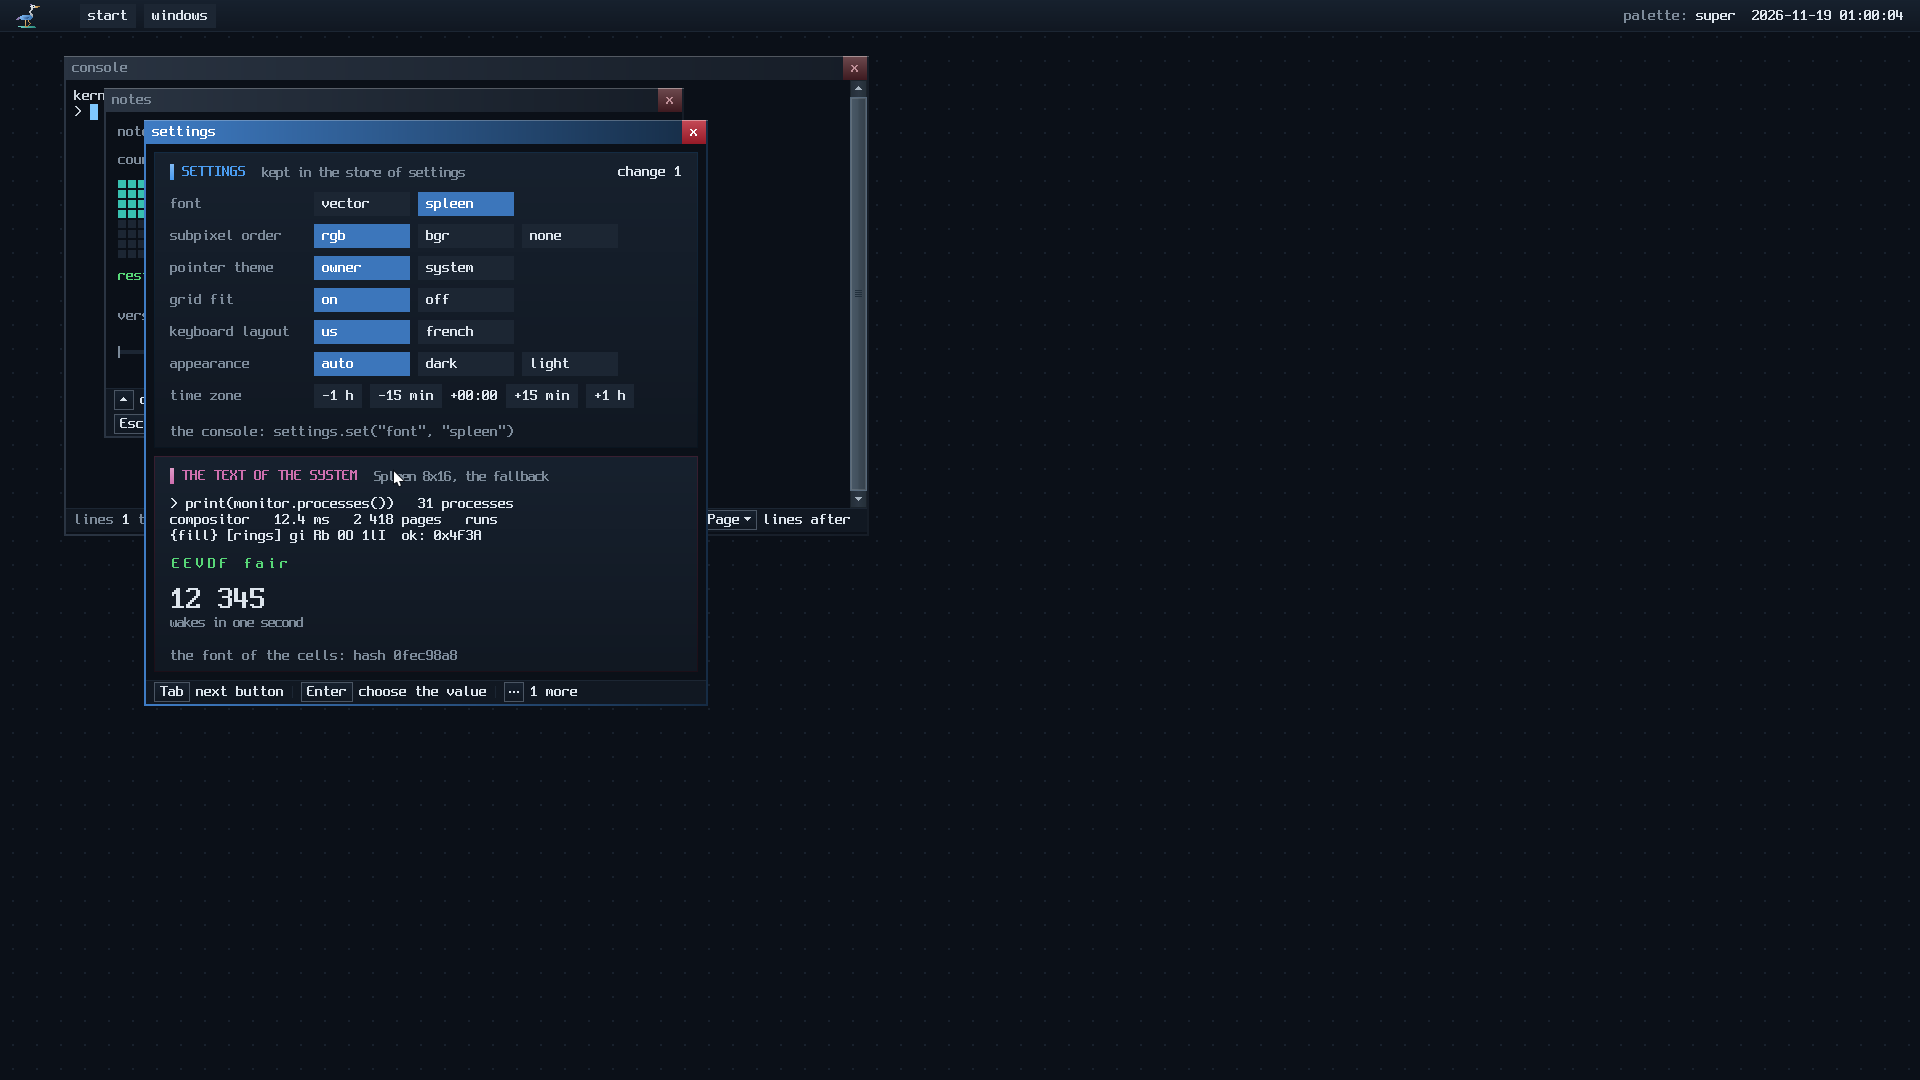 start windows palette: super 2026-11-19 01:00:04
console x
kern
>
notes x
settings x
SETTINGS kept in the store of settings change 1
font vector spleen
subpixel order rgb bgr none
pointer theme owner system
grid fit on off
keyboard layout us french
appearance auto dark light
time zone -1 h -15 min +00:00 +15 min +1 h
the console: settings.set("font", "spleen")
Esc
THE TEXT OF THE SYSTEM Spleen 8x16, the fallback
> print(monitor.processes()) 31 processes
compositor 12.4 ms 2 418 pages runs
{fill} [rings] gi Rb 0O 1lI ok: 0x4F3A
EEVDF fair
12 345
wakes in one second
the font of the cells: hash 0fec98a8
Tab next button Enter choose the value ... 1 more
lines 1 Page lines after